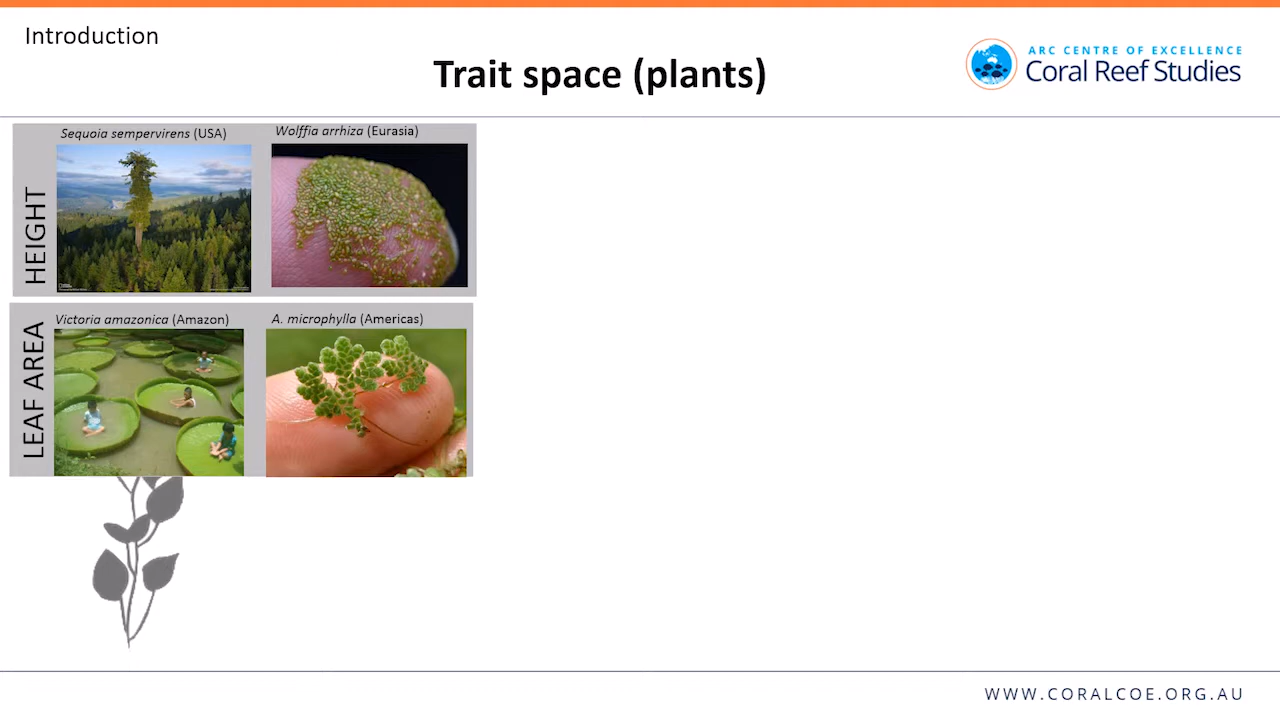 Introduction
Trait space (plants)
ARC CENTRE OF EXCELLENCE
Coral Reef Studies
HEIGHT
Sequoia sempervirens (USA)
Wolffia arrhiza (Eurasia)
LEAF AREA
Victoria amazonica (Amazon)
A. microphylla (Americas)
WWW.CORALCOE.ORG.AU